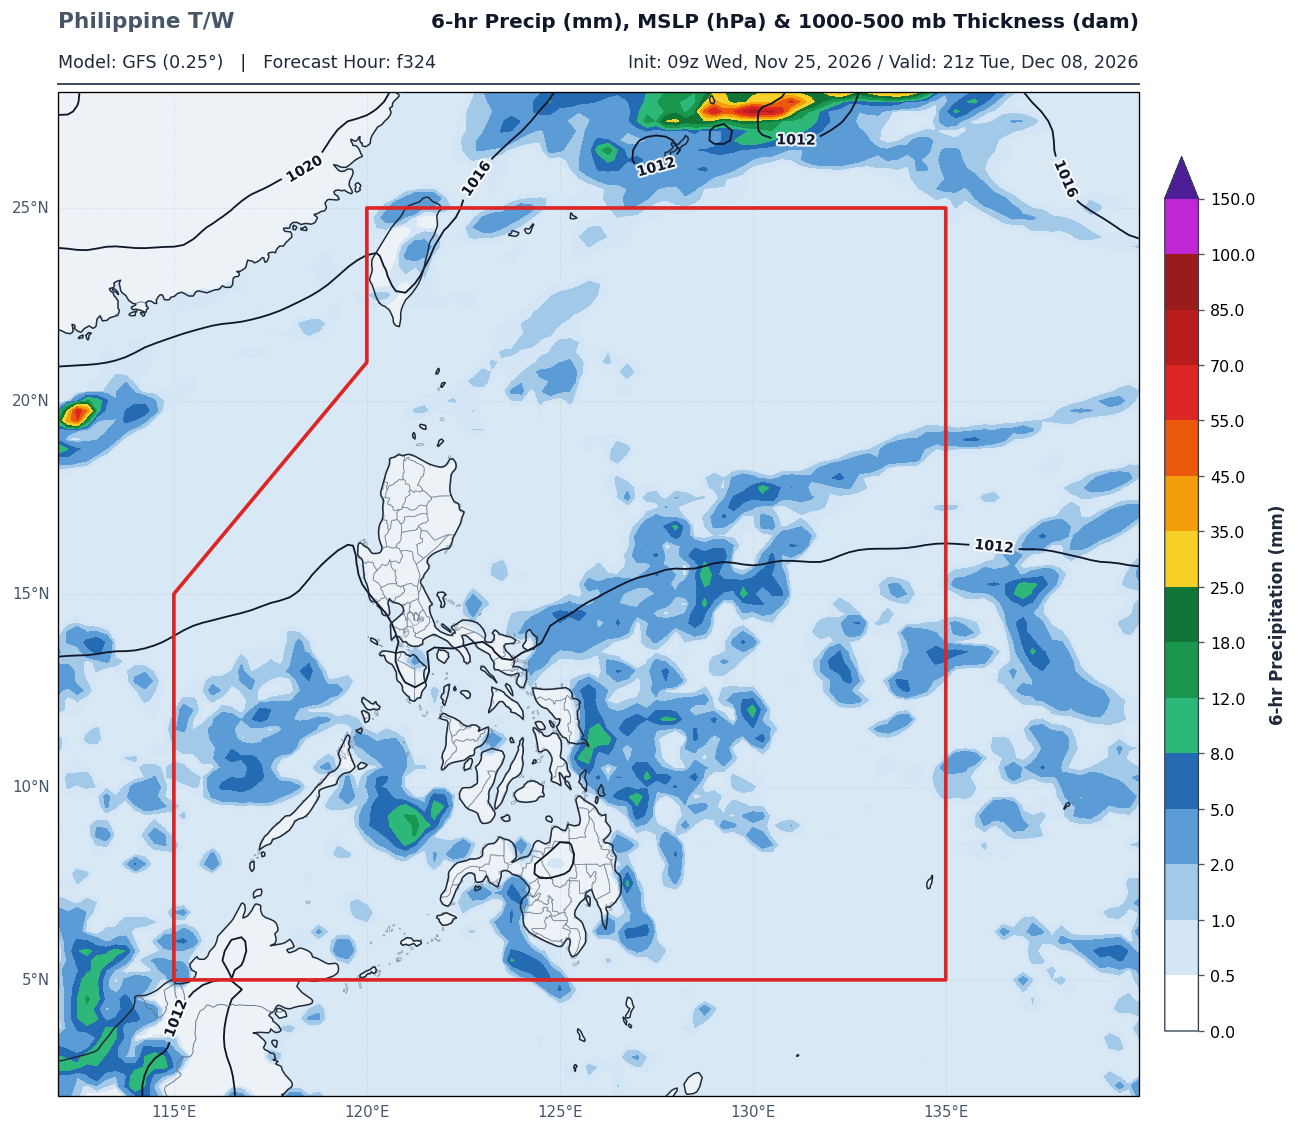 Philippine T/W
6-hr Precip (mm), MSLP (hPa) & 1000-500 mb Thickness (dam)
Model: GFS (0.25°) | Forecast Hour: f324
Init: 09z Wed, Nov 25, 2026 / Valid: 21z Tue, Dec 08, 2026
1020
1016
1012
1012
1016
1012
1012
25°N
20°N
15°N
10°N
5°N
115°E
120°E
125°E
130°E
135°E
150.0
100.0
85.0
70.0
55.0
45.0
35.0
25.0
18.0
12.0
8.0
5.0
2.0
1.0
0.5
0.0
6-hr Precipitation (mm)